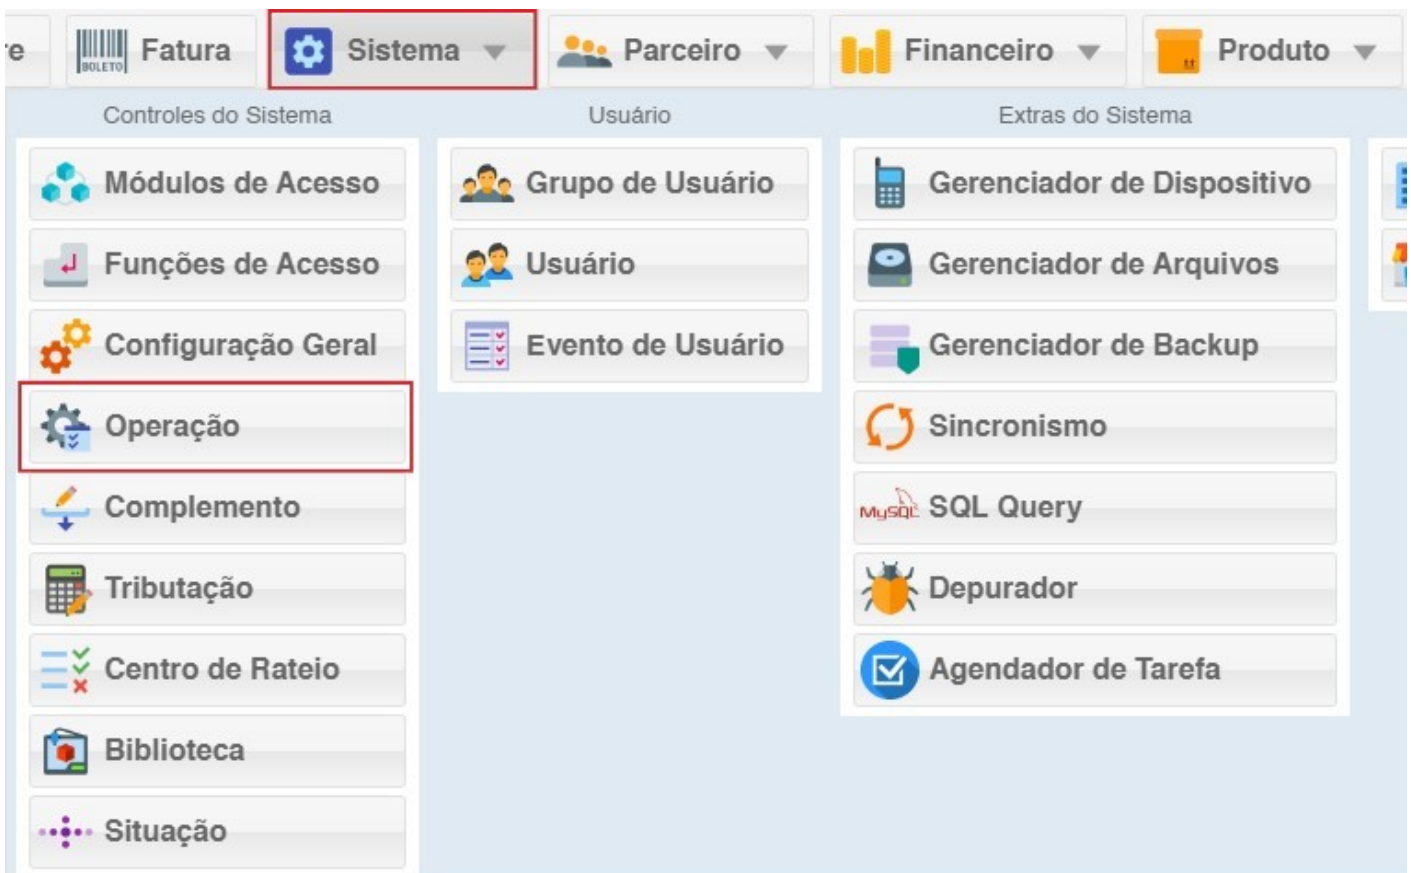 re
BOLETO
Fatura
Sistema
Parceiro
Financeiro
Produto
Controles do Sistema
Usuário
Extras do Sistema
Módulos de Acesso
Grupo de Usuário
Gerenciador de Dispositivo
Funções de Acesso
Usuário
Gerenciador de Arquivos
Configuração Geral
Evento de Usuário
Gerenciador de Backup
Operação
Sincronismo
Complemento
MySQL
SQL Query
Tributação
Depurador
Centro de Rateio
Agendador de Tarefa
Biblioteca
Situação